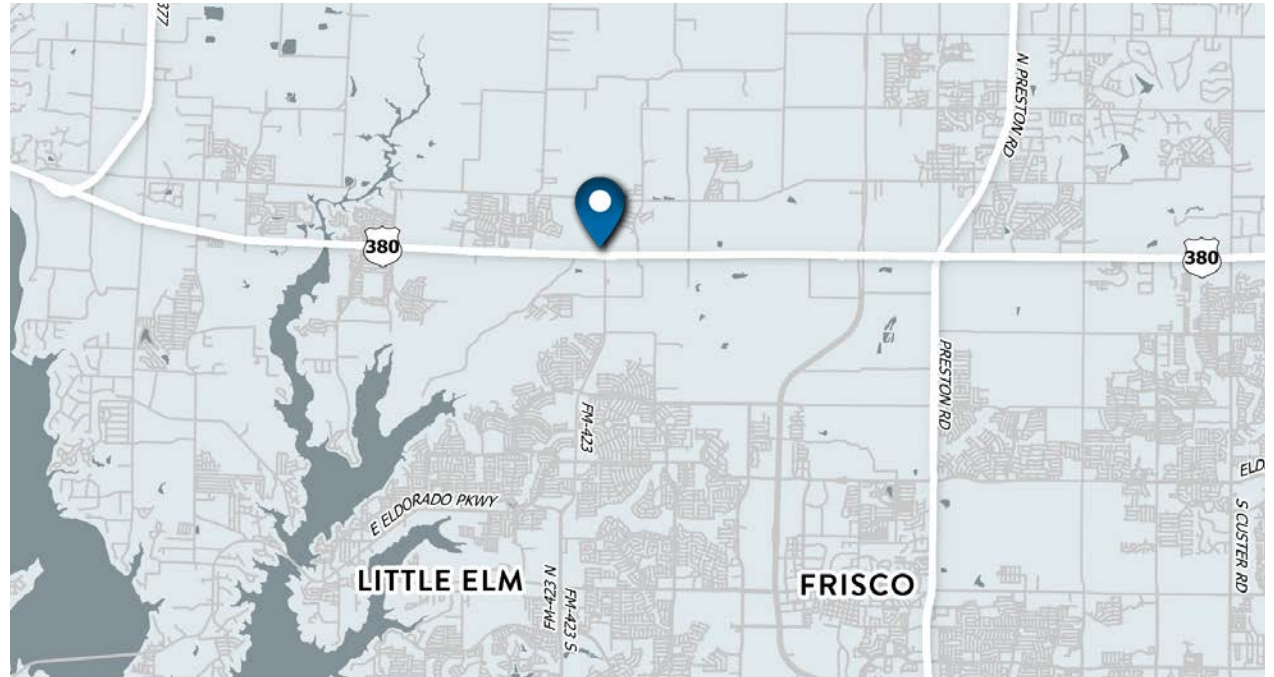 377
N PRESTON RD
380
380
PRESTON RD
FM-423
E ELDORADO PKWY
S CUSTER RD
LITTLE ELM
FRISCO
FM-423 N
FM-423 S